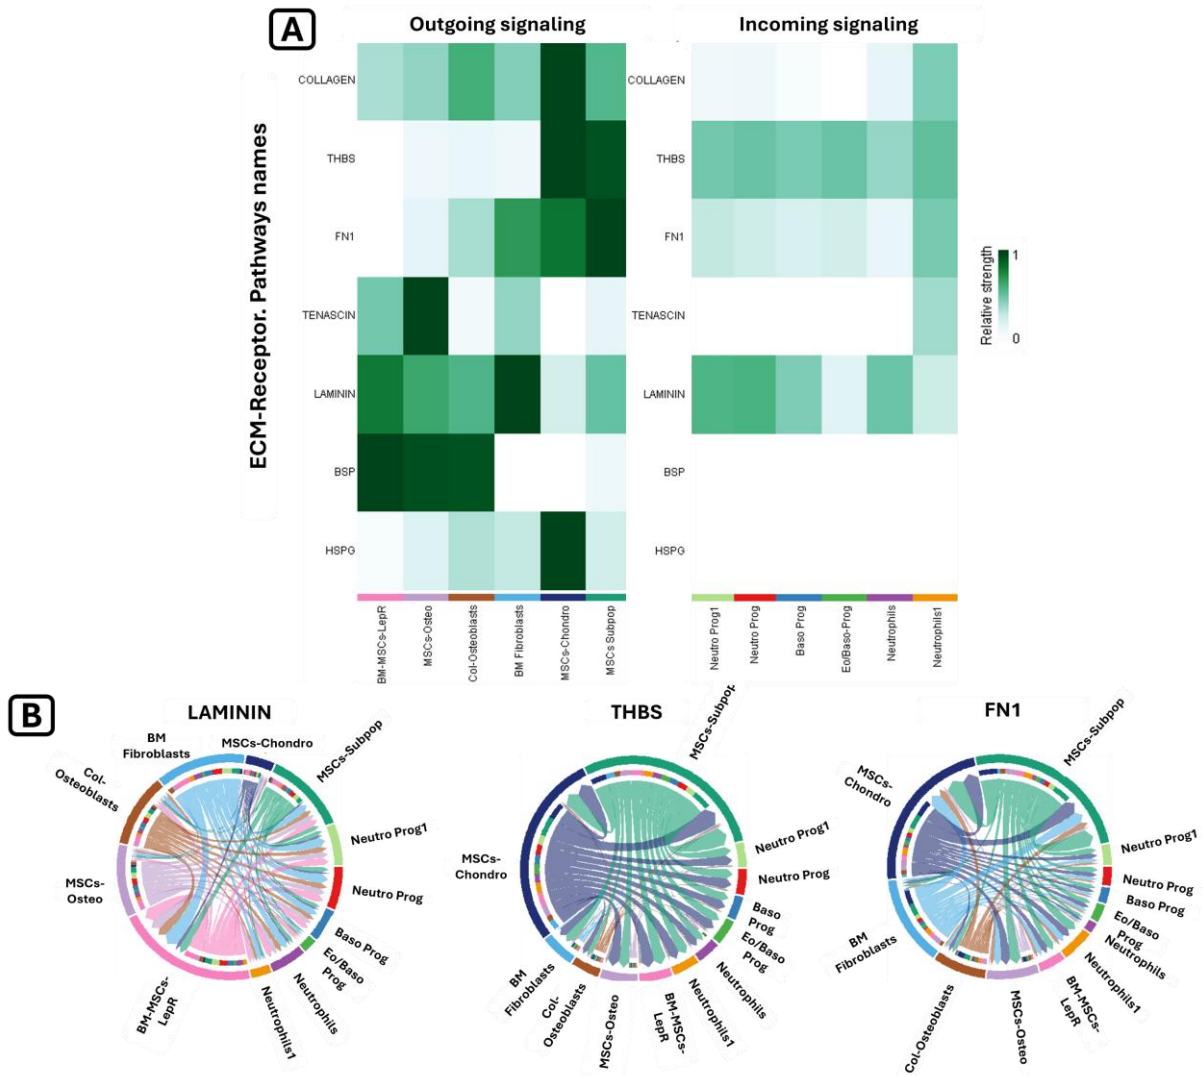 A
Outgoing signaling
Incoming signaling
ECM-Receptor. Pathways names
COLLAGEN
THBS
FN1
TENASCIN
LAMININ
BSP
HSPG
COLLAGEN
THBS
FN1
TENASCIN
LAMININ
BSP
HSPG
Relative strength
1
0
BM-MSCs-LepR
MSCs-Osteo
Col-Osteoblasts
BM Fibroblasts
MSCs-Chondro
MSCs Subpop
Neutro Prog1
Neutro Prog
Baso Prog
Eo/Baso-Prog
Neutrophils
Neutrophils1
B
LAMININ
BM
Fibroblasts
MSCs-Chondro
MSCs-Subpop
Col-
Osteoblasts
Neutro Prog1
MSCs-
Osteo
Neutro Prog
Baso Prog
Eo/Baso
Prog
Neutrophils
Neutrophils1
BM-MSCs-
LepR
THBS
MSCs-Subpop
MSCs-
Chondro
Neutro Prog1
Neutro Prog
Baso
Prog
Eo/Baso
Prog
Neutrophils
Neutrophils1
BM-MSCs-
LepR
MSCs-Osteo
Col-
Osteoblasts
BM
Fibroblasts
FN1
MSCs-Subpop
MSCs-
Chondro
Neutro Prog1
Neutro Prog
Baso Prog
Eo/Baso
Prog
Neutrophils
Neutrophils1
BM-MSCs-
LepR
MSCs-Osteo
Col-Osteoblasts
BM
Fibroblasts